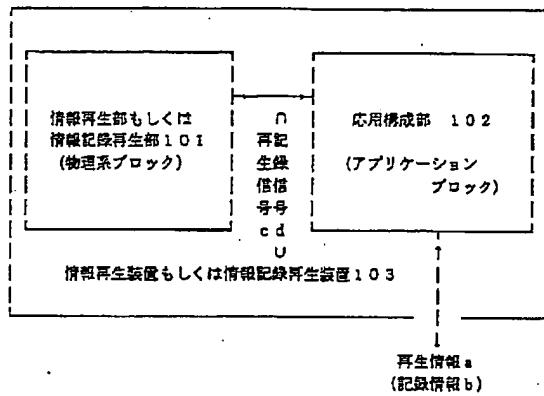 情報再生部もしくは
情報記録再生部101
(物理系ブロック)
応用構成部 102
(アプリケーション
ブロック)
再生信号c
記録信号d
情報再生装置もしくは情報記録再生装置103
再生情報a
(記録情報b)